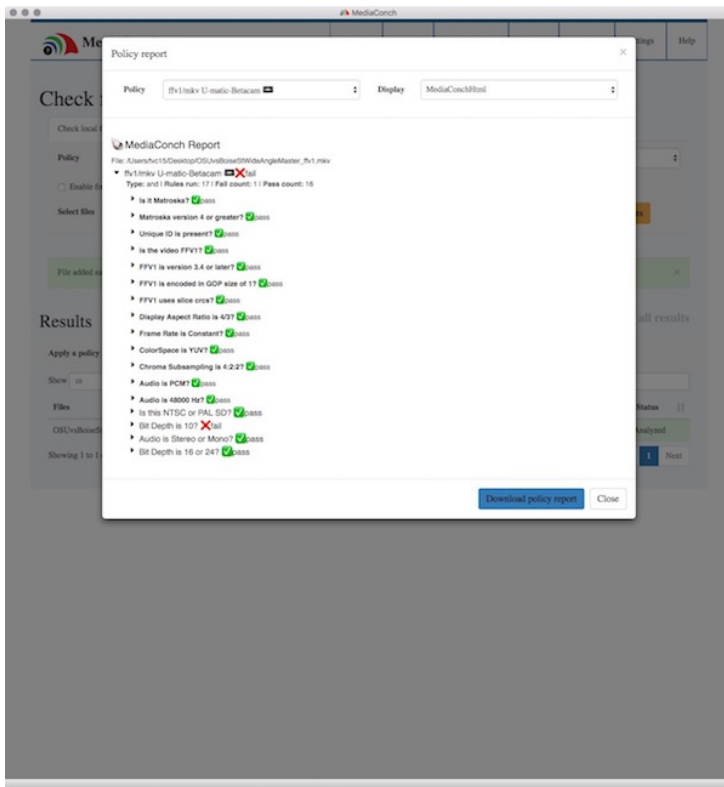 MediaConch
Me
tings
Help
Policy report
×
Policy
ffv1/mkv U-matic-Betacam
Display
MediaConchHtml
Check
Check local
Policy
Enable
Select files
File added
×
MediaConch Report
File: /Users/tvc15/Desktop/OSUvsBoiseStWideAngleMaster_ffv1.mkv
ffv1/mkv U-matic-Betacam fail
Type: and | Rules run: 17 | Fail count: 1 | Pass count: 16
Is it Matroska? pass
Matroska version 4 or greater? pass
Unique ID is present? pass
Is the video FFV1? pass
FFV1 is version 3.4 or later? pass
FFV1 is encoded in GOP size of 1? pass
FFV1 uses slice crcs? pass
Display Aspect Ratio is 4/3? pass
Frame Rate is Constant? pass
ColorSpace is YUV? pass
Chroma Subsampling is 4:2:2? pass
Audio is PCM? pass
Audio is 48000 Hz? pass
Is this NTSC or PAL SD? pass
Bit Depth is 10? fail
Audio is Stereo or Mono? pass
Bit Depth is 16 or 24? pass
Results
all results
Apply a policy
Show 10
Files
Status
OSUvsBoiseS
Analyzed
Showing 1 to 1
1 Next
Download policy report
Close